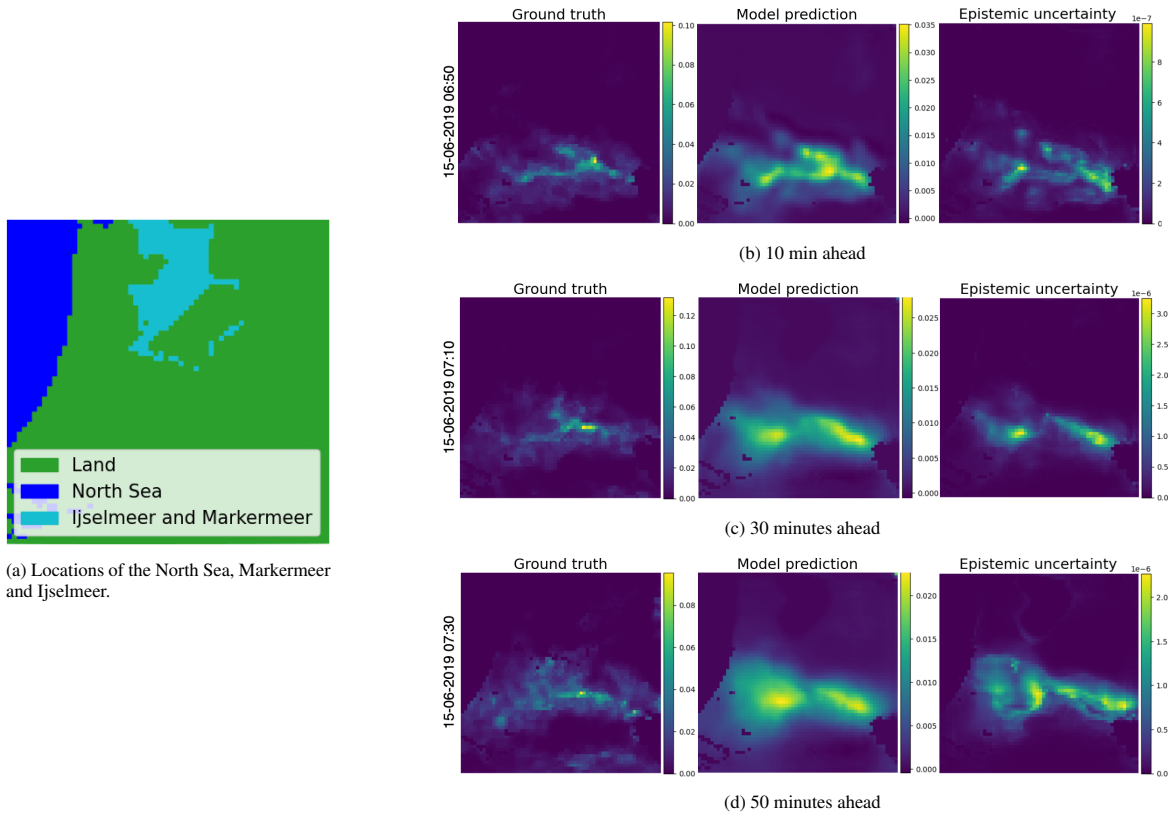 Land
North Sea
Ijselmeer and Markermeer
(a) Locations of the North Sea, Markermeer
and Ijselmeer.
15-06-2019 06:50
Ground truth
0.10
0.08
0.06
0.04
0.02
0.00
Model prediction
0.035
0.030
0.025
0.020
0.015
0.010
0.005
0.000
Epistemic uncertainty
1e−7
8
6
4
2
0
(b) 10 min ahead
15-06-2019 07:10
Ground truth
0.12
0.10
0.08
0.06
0.04
0.02
0.00
Model prediction
0.025
0.020
0.015
0.010
0.005
0.000
Epistemic uncertainty
1e−6
3.0
2.5
2.0
1.5
1.0
0.5
0.0
(c) 30 minutes ahead
15-06-2019 07:30
Ground truth
0.08
0.06
0.04
0.02
0.00
Model prediction
0.020
0.015
0.010
0.005
0.000
Epistemic uncertainty
1e−6
2.0
1.5
1.0
0.5
0.0
(d) 50 minutes ahead